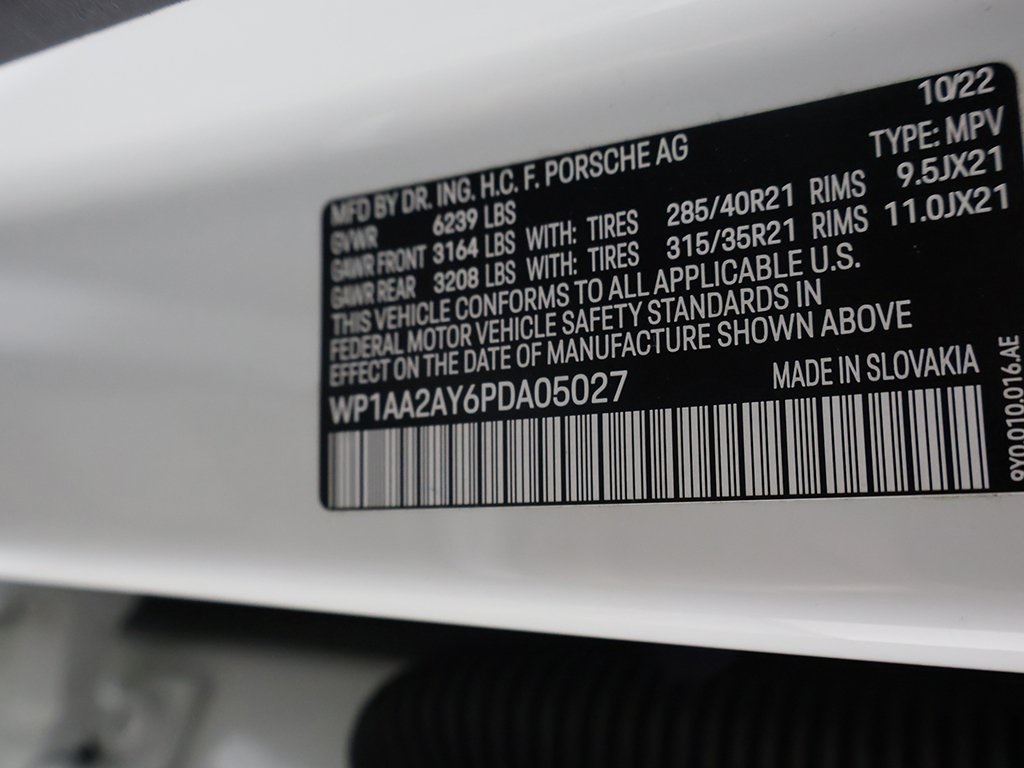 10/22
MFD BY DR. ING. H.C. F. PORSCHE AG TYPE: MPV
GVWR 6239 LBS
GAWR FRONT 3164 LBS WITH: TIRES 285/40R21 RIMS 9.5JX21
GAWR REAR 3208 LBS WITH: TIRES 315/35R21 RIMS 11.0JX21
THIS VEHICLE CONFORMS TO ALL APPLICABLE U.S.
FEDERAL MOTOR VEHICLE SAFETY STANDARDS IN
EFFECT ON THE DATE OF MANUFACTURE SHOWN ABOVE
WP1AA2AY6PDA05027 MADE IN SLOVAKIA
9Y0.010.016.AE